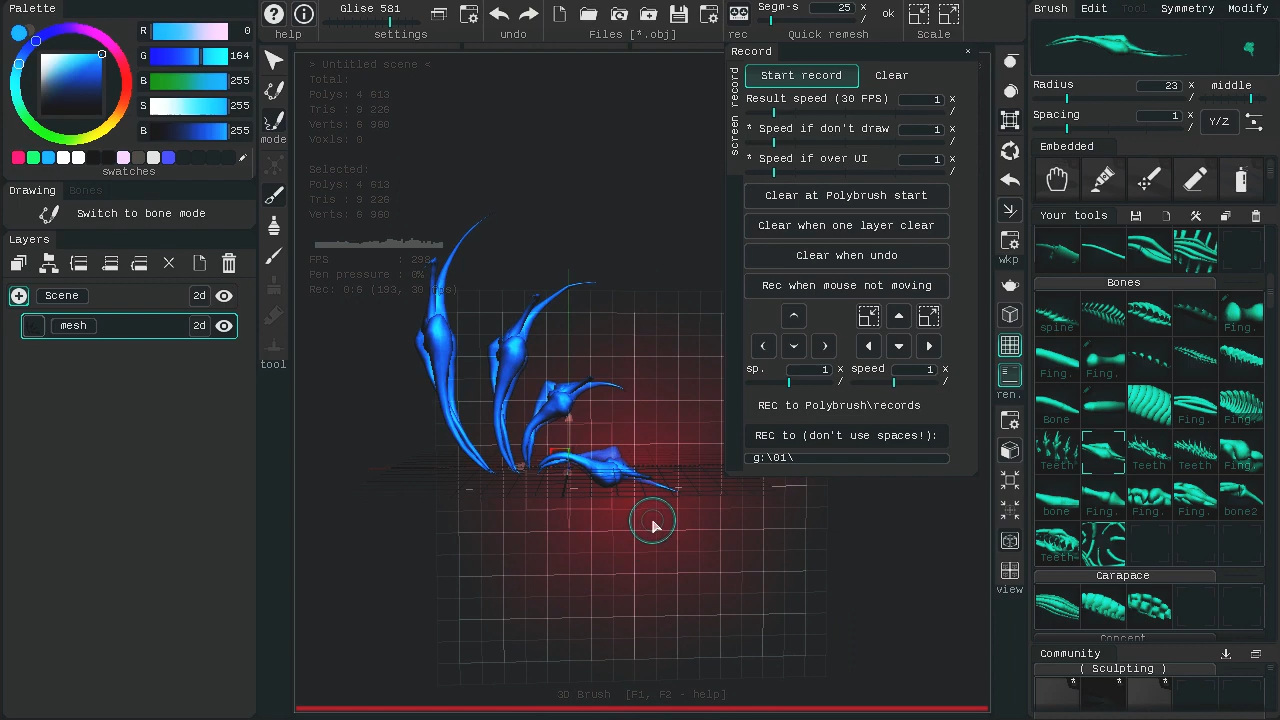 Palette
R 0
G 164
B 255
S 255
B 255
swatches
Drawing Bones
Switch to bone mode
Layers
Scene 2d
mesh 2d
help
Glise 581
settings
undo
Files [*.obj]
rec
Segm-s 25 x / ok
Quick remesh
Scale
mode
tool
> Untitled scene <
Total:
Polys: 4 613
Tris : 9 226
Verts: 6 960
Voxls: 0
Selected:
Polys: 4 613
Tris : 9 226
Verts: 6 960
FPS : 298
Pen pressure : 0%
Record x
screen record
Start record Clear
Result speed (30 FPS) 1 x /
* Speed if don't draw 1 x /
* Speed if over UI 1 x /
Clear at Polybrush start
Clear when one layer clear
Clear when undo
Rec when mouse not moving
sp. 1 x / speed 1 x /
REC to Polybrush\records
REC to (don't use spaces!):
g:\01\
3D Brush [F1, F2 - help]
wkp
ren.
view
Brush Edit Tool Symmetry Modify
Radius 23 x / middle
Spacing 1 x / Y/Z
Embedded
Your tools
Bones
spine Fing.
Fing. Fing.
Bone Fing. Fing.
Teeth Teeth Teeth Fing.
bone Fing. Fing. Fing. bone2
Teeth-
Carapace
Concept
Community
( Sculpting )
* * *